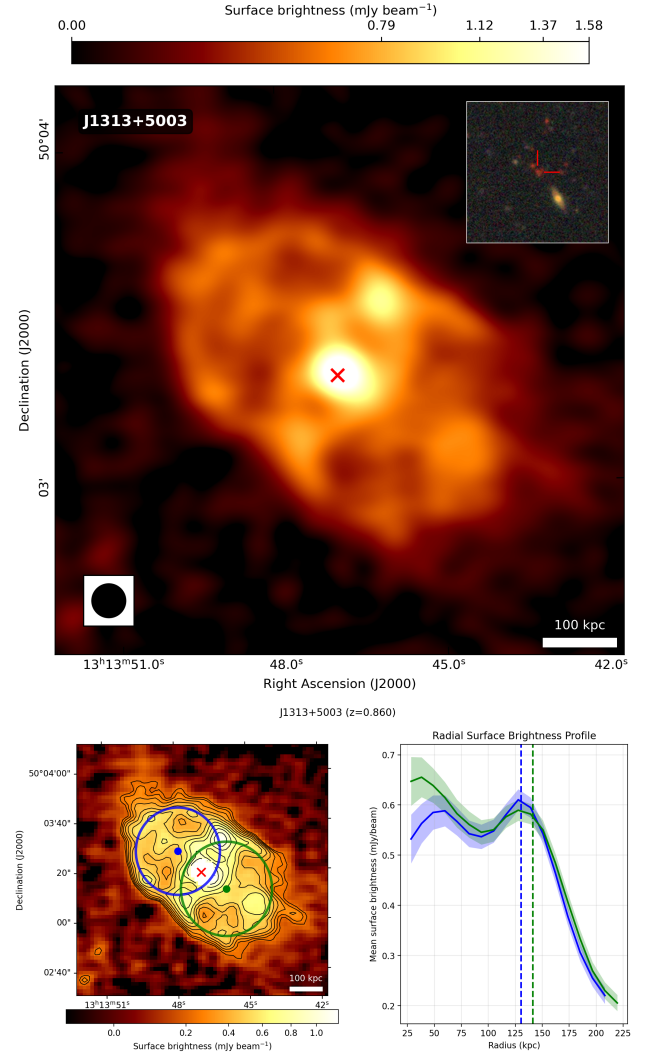 Surface brightness (mJy beam⁻¹)
0.00 0.79 1.12 1.37 1.58
J1313+5003
50°04'
03'
Declination (J2000)
100 kpc
13ʰ13ᵐ51.0ˢ 48.0ˢ 45.0ˢ 42.0ˢ
Right Ascension (J2000)
J1313+5003 (z=0.860)
50°04'00"
03'40"
20"
00"
02'40"
Declination (J2000)
100 kpc
13ʰ13ᵐ51ˢ 48ˢ 45ˢ 42ˢ
0.0 0.2 0.4 0.6 0.8 1.0
Surface brightness (mJy beam⁻¹)
Radial Surface Brightness Profile
0.7
0.6
0.5
0.4
0.3
0.2
Mean surface brightness (mJy/beam)
25 50 75 100 125 150 175 200 225
Radius (kpc)